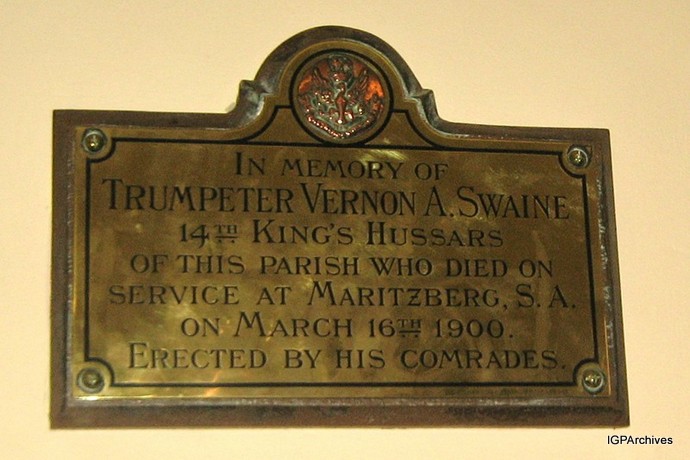 IN MEMORY OF
TRUMPETER VERNON A. SWAINE
14TH KING'S HUSSARS
OF THIS PARISH WHO DIED ON
SERVICE AT MARITZBERG, S.A.
ON MARCH 16TH 1900.
ERECTED BY HIS COMRADES.
IGPArchives